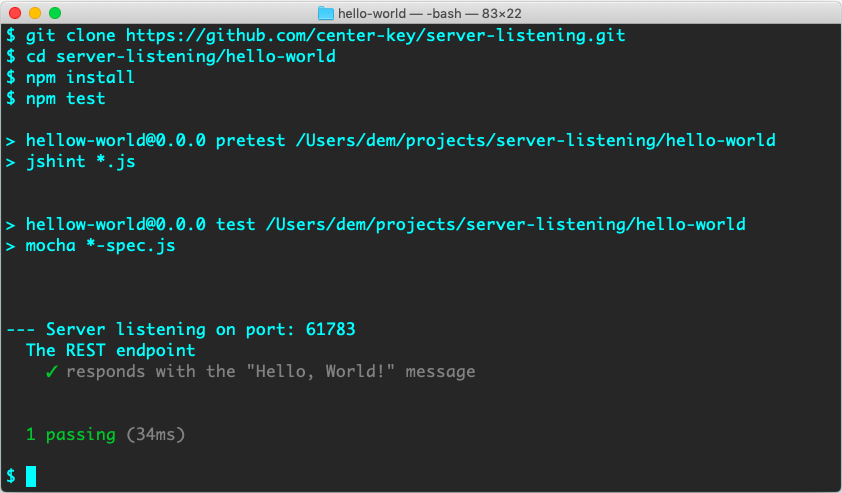 hello-world — -bash — 83×22
$ git clone https://github.com/center-key/server-listening.git
$ cd server-listening/hello-world
$ npm install
$ npm test
> hellow-world@0.0.0 pretest /Users/dem/projects/server-listening/hello-world
> jshint *.js
> hellow-world@0.0.0 test /Users/dem/projects/server-listening/hello-world
> mocha *-spec.js
--- Server listening on port: 61783
The REST endpoint
✓ responds with the "Hello, World!" message
1 passing (34ms)
$